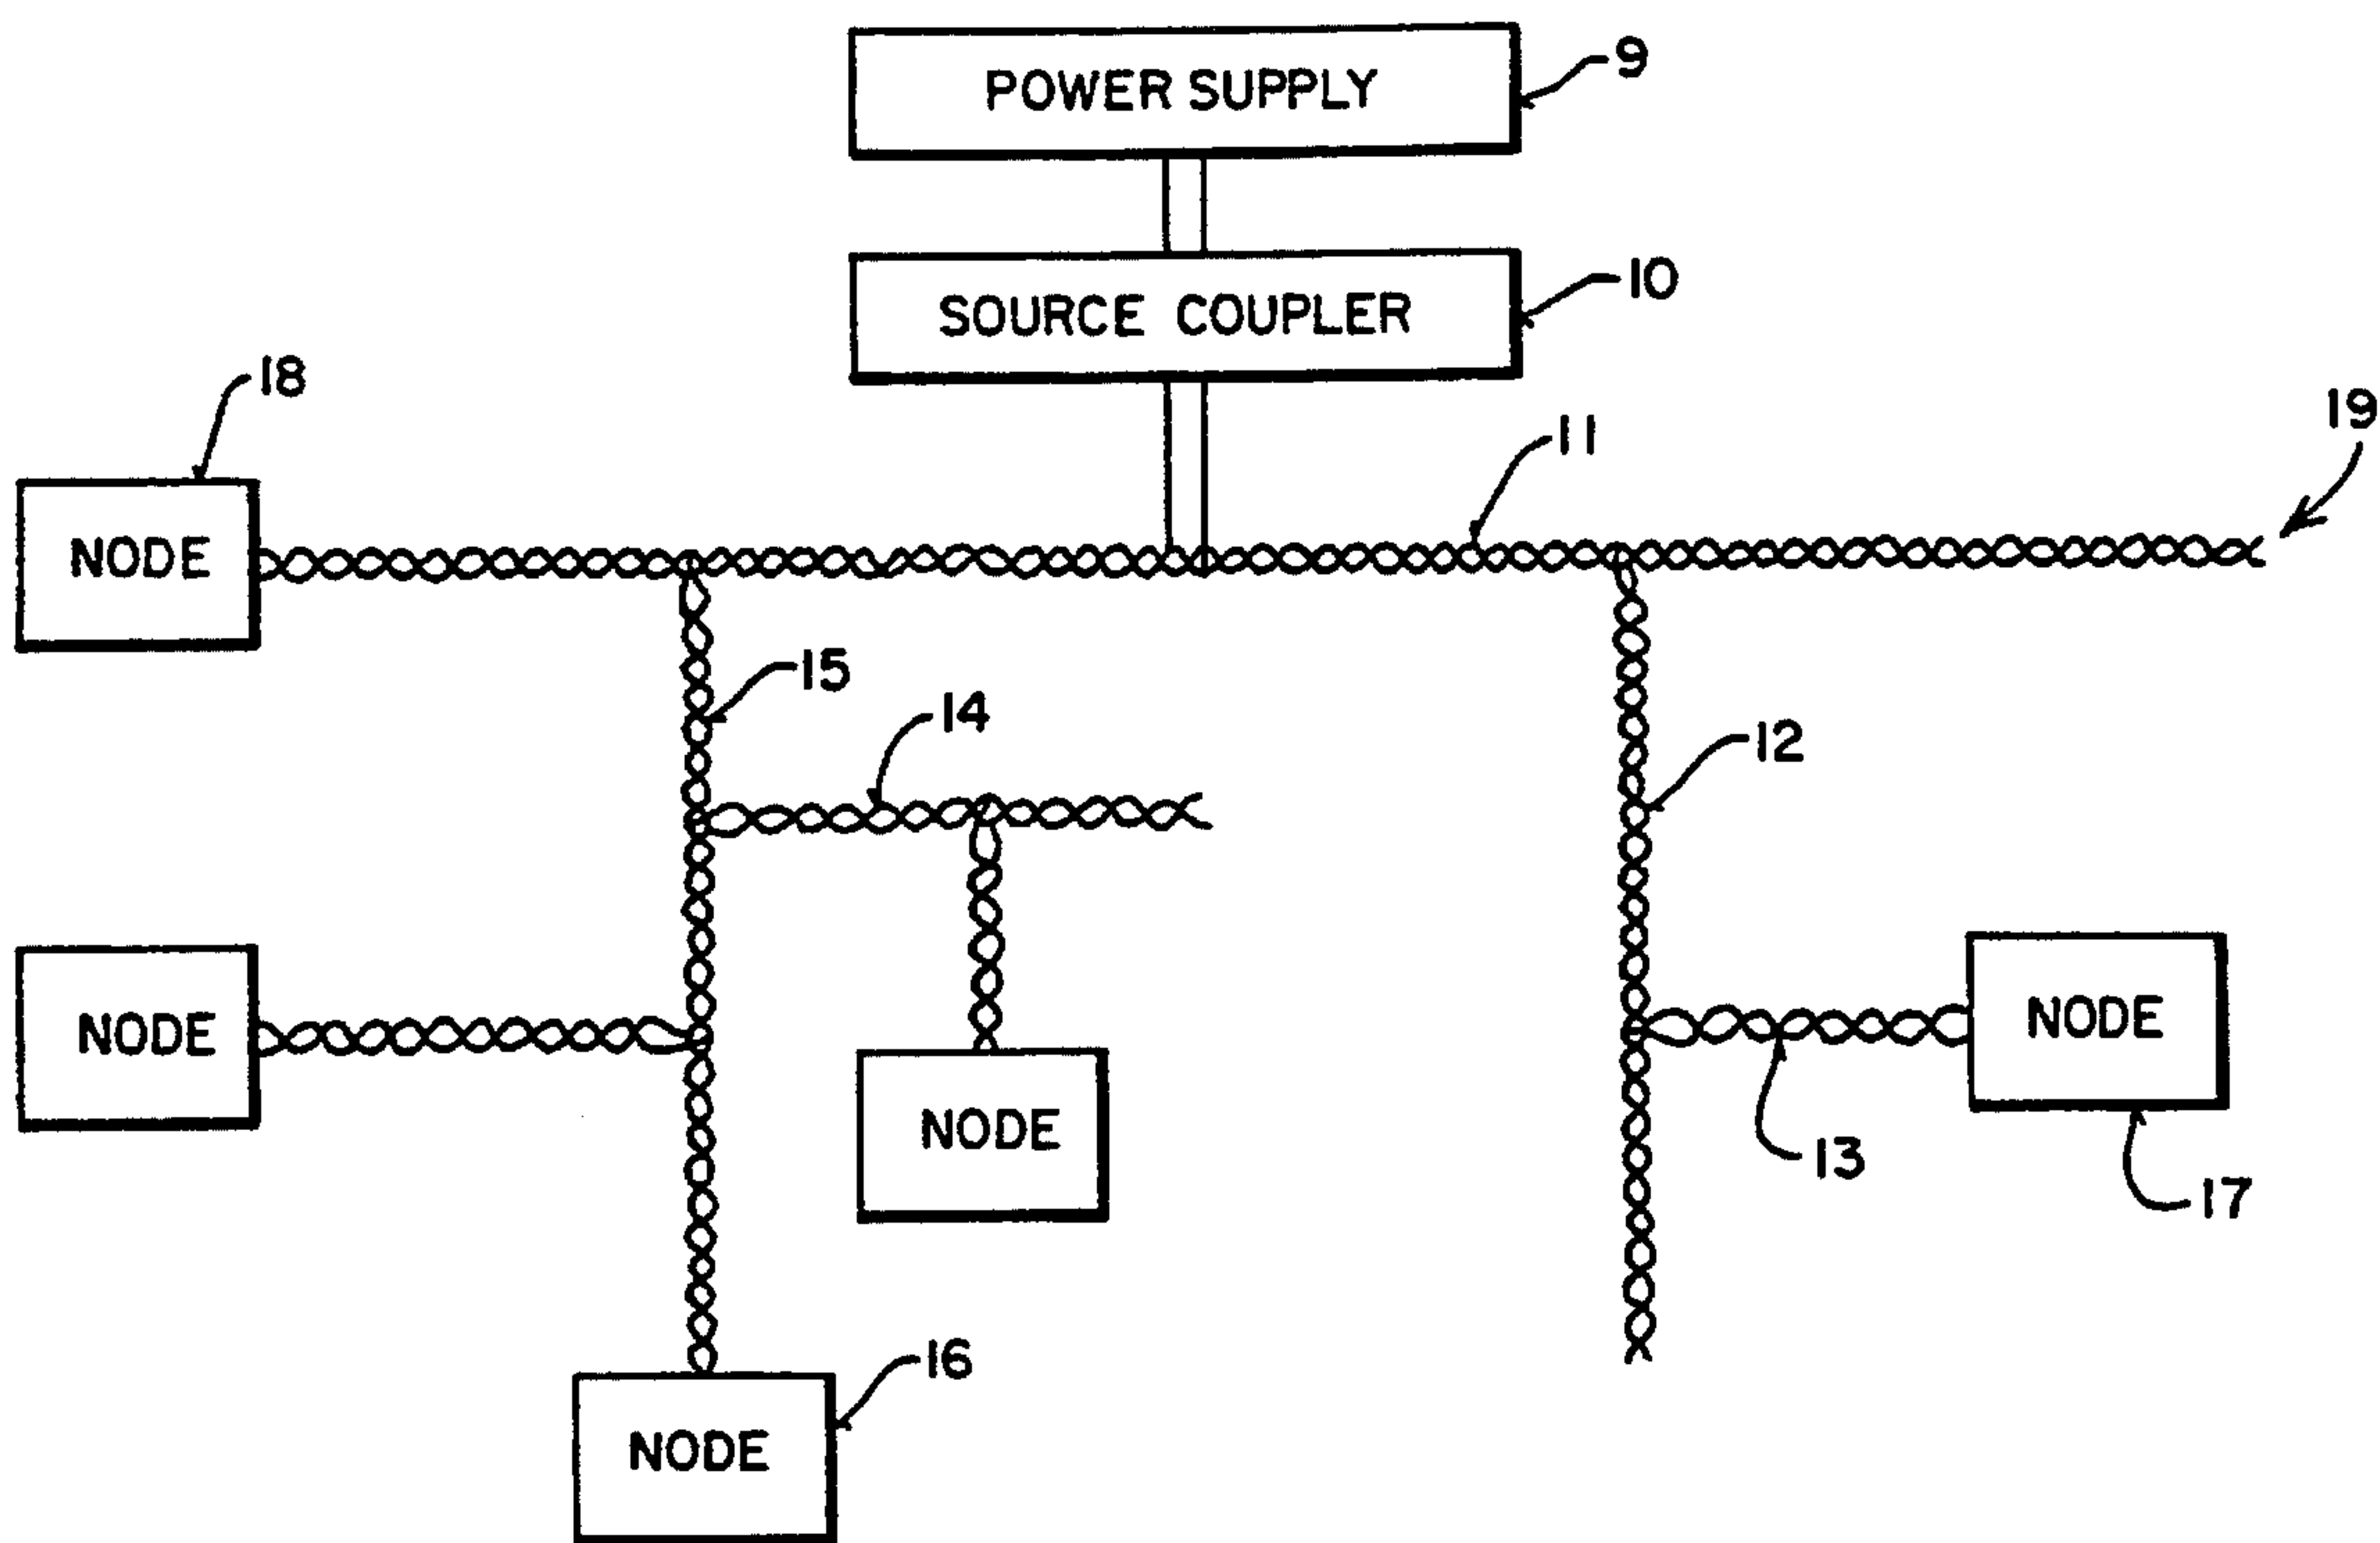 POWER SUPPLY
9
SOURCE COUPLER
10
18
11
19
NODE
15
14
12
NODE
NODE
NODE
13
17
16
NODE